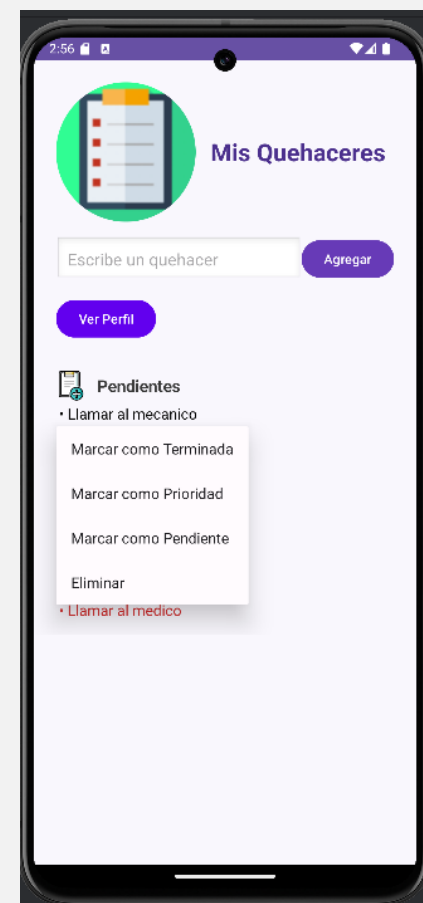 2:56
Mis Quehaceres
Escribe un quehacer
Agregar
Ver Perfil
Pendientes
• Llamar al mecanico
Marcar como Terminada
Marcar como Prioridad
Marcar como Pendiente
Eliminar
• Llamar al medico